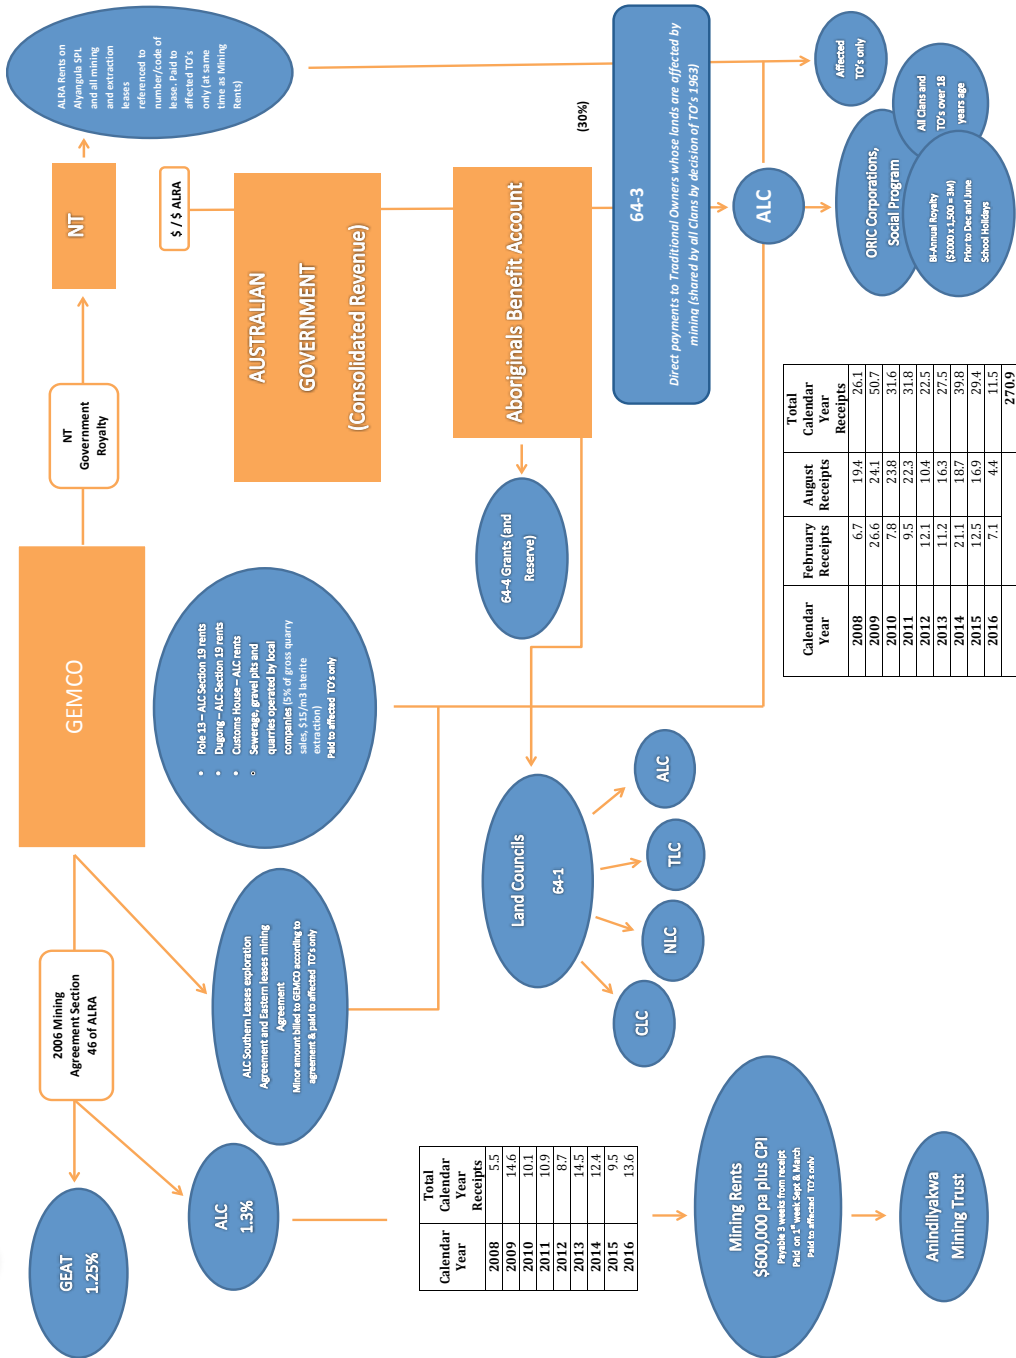 GEMCO
2006 Mining
Agreement Section
46 of ALRA
GEAT
1.25%
ALC
1.3%
ALC Southern Leases exploration
Agreement and Eastern leases mining
Agreement
Minor amount billed to GEMCO according to
agreement & paid to affected TO's only
• Pole 13 – ALC Section 19 rents
• Dugong – ALC Section 19 rents
• Customs House – ALC rents
o Sewerage, gravel pits and
quarries operated by local
companies (5% of gross quarry
sales, $15/m3 laterite
extraction)
Paid to affected TO's only
NT
Government
Royalty
NT
ALRA Rents on
Alyangula SPL
and all mining
and extraction
leases
referenced to
number/code of
lease. Paid to
affected TO's
only (at same
time as Mining
Rents)
$ / $ ALRA
AUSTRALIAN
GOVERNMENT
(Consolidated Revenue)
Aboriginals Benefit Account
64-4 Grants (and
Reserve)
(30%)
64-3
Direct payments to Traditional Owners whose lands are affected by
mining (shared by all Clans by decision of TO's 1963)
Land Councils
64-1
CLC
NLC
TLC
ALC
ALC
Affected
TO's only
ORIC Corporations,
Social Program
All Clans and
TO's over 18
years age
Bi-Annual Royalty
($2000 x 1,500 = 3M)
Prior to Dec and June
School Holidays
Calendar Year Total Calendar Year Receipts
2008 5.5
2009 14.6
2010 10.1
2011 10.9
2012 8.7
2013 14.5
2014 12.4
2015 9.5
2016 13.6
Mining Rents
$600,000 pa plus CPI
Payable 3 weeks from receipt
Paid on 1st week Sept & March
Paid to affected TO's only
Anindilyakwa
Mining Trust
Calendar Year February Receipts August Receipts Total Calendar Year Receipts
2008 6.7 19.4 26.1
2009 26.6 24.1 50.7
2010 7.8 23.8 31.6
2011 9.5 22.3 31.8
2012 12.1 10.4 22.5
2013 11.2 16.3 27.5
2014 21.1 18.7 39.8
2015 12.5 16.9 29.4
2016 7.1 4.4 11.5
270.9